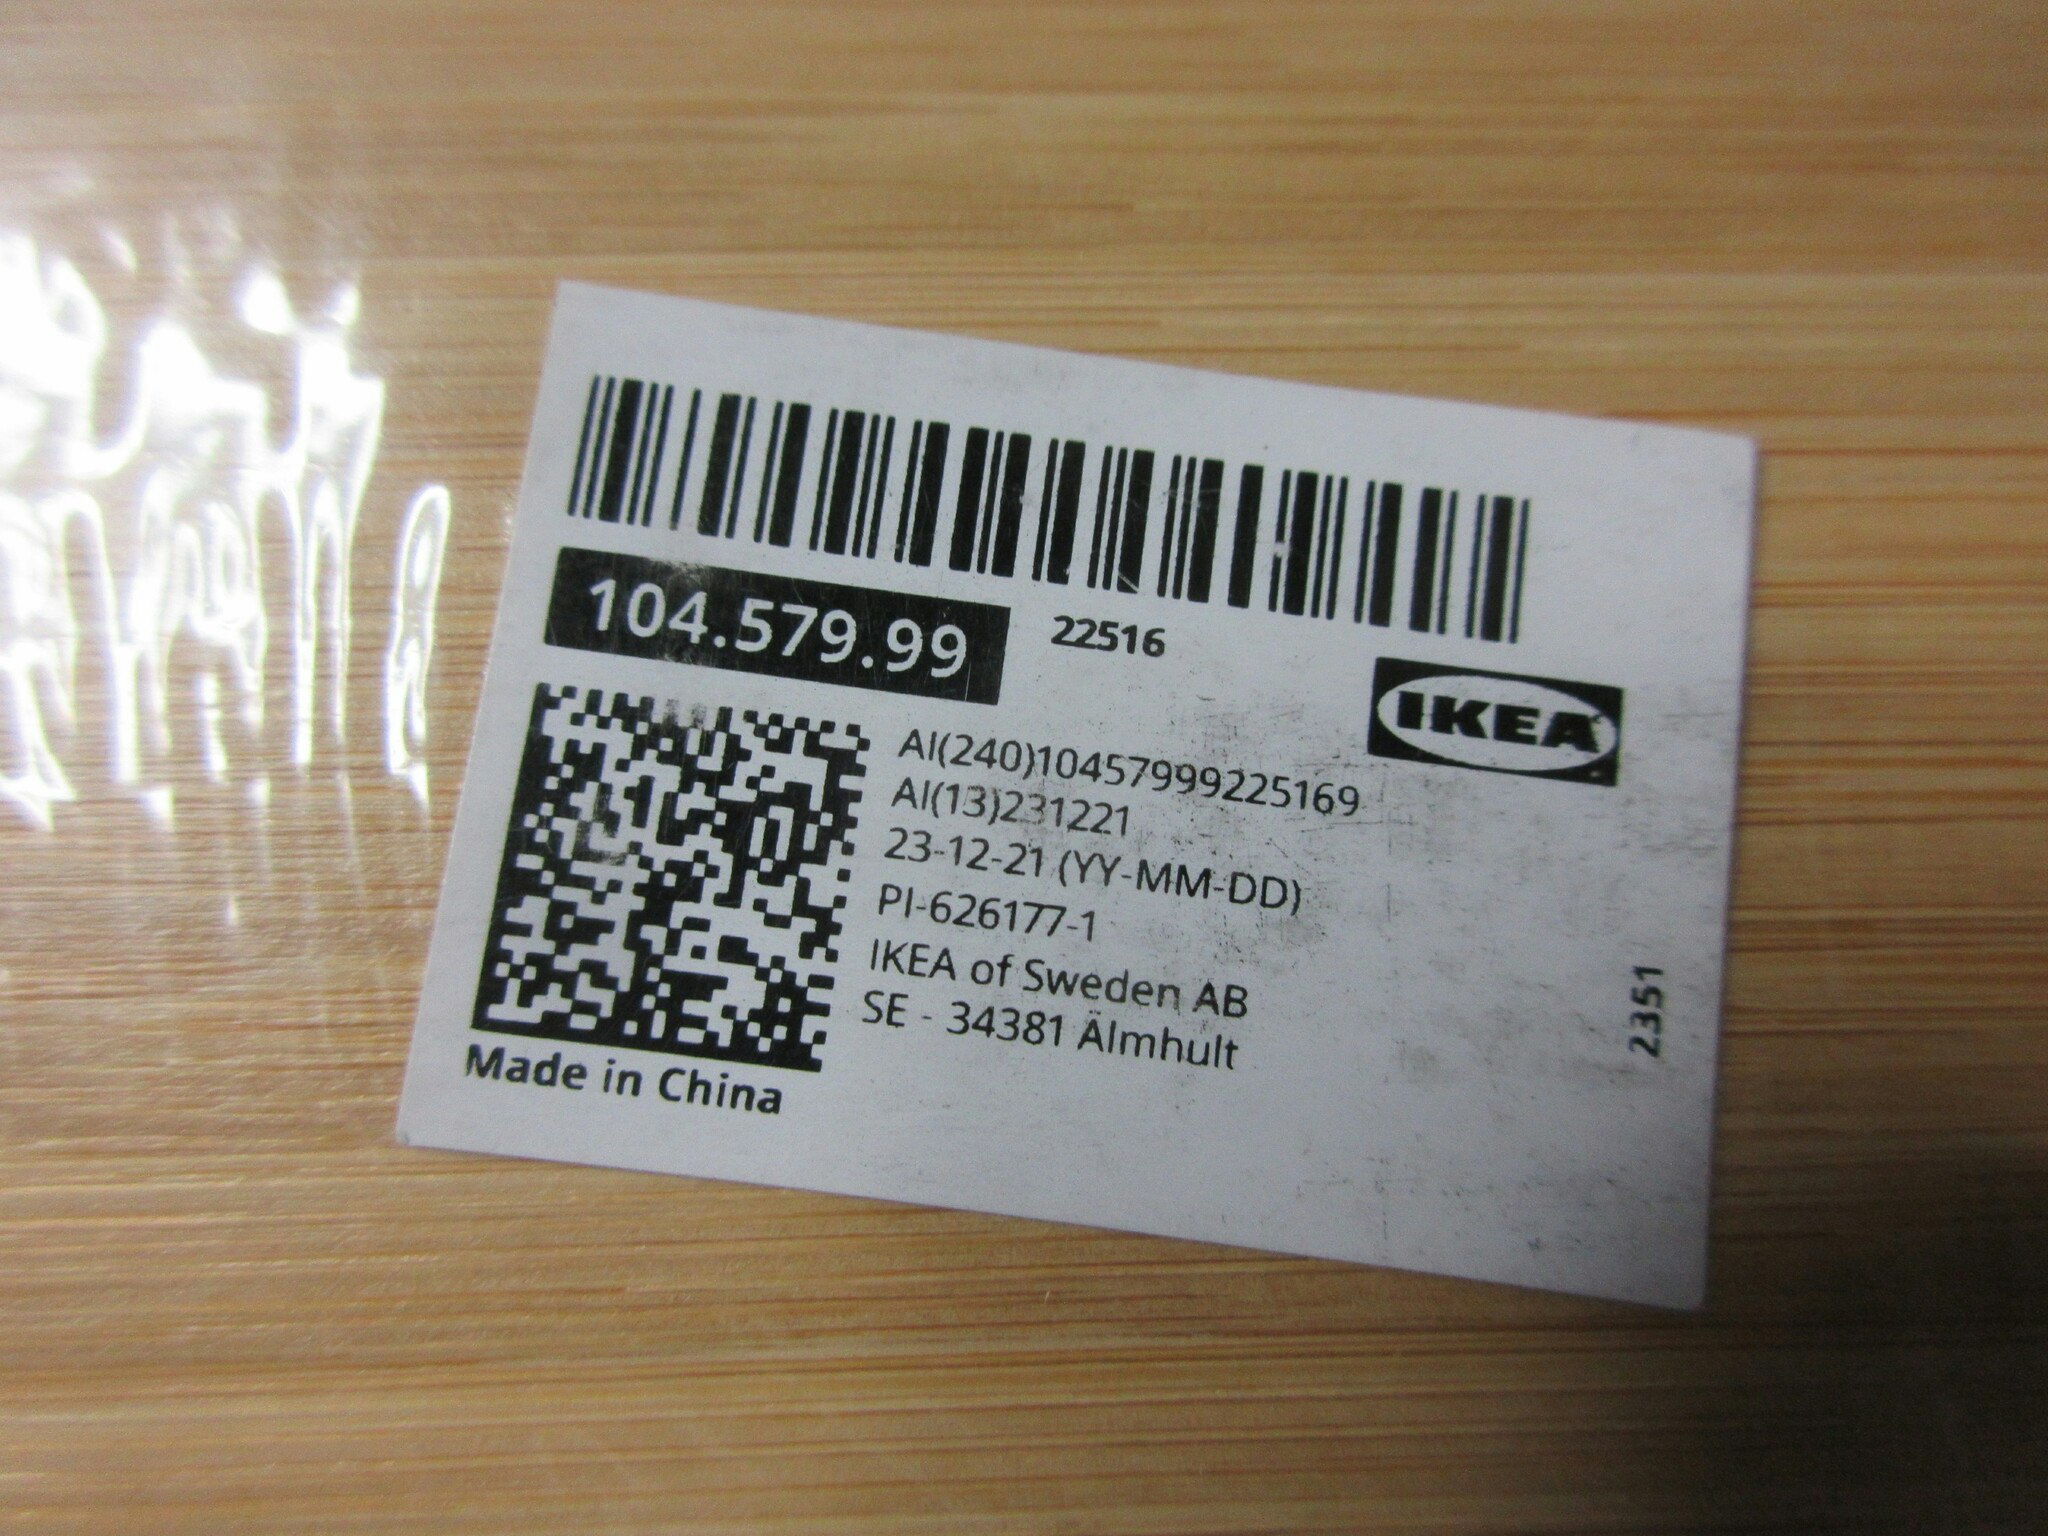 104.579.99
22516
IKEA
AI(240)10457999225169
AI(13)231221
23-12-21 (YY-MM-DD)
PI-626177-1
IKEA of Sweden AB
SE - 34381 Älmhult
Made in China
2351